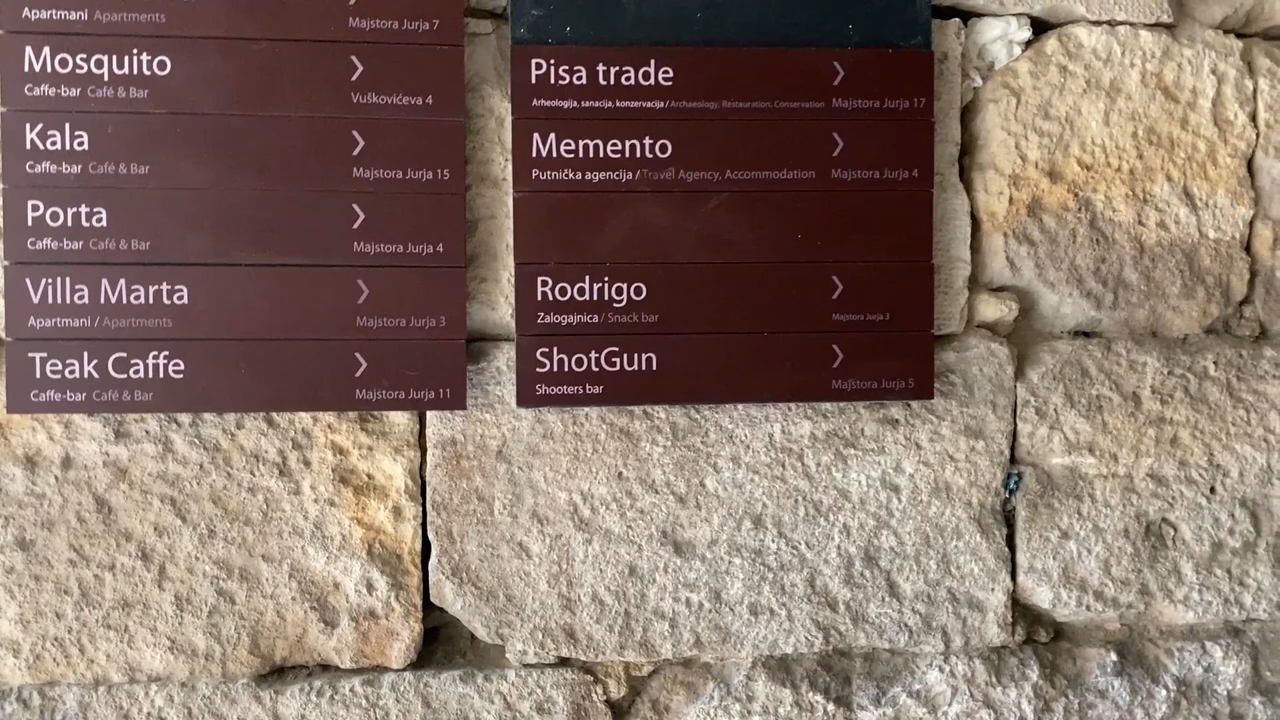 Apartmani Apartments
Majstora Jurja 7
Mosquito
Caffe-bar Café & Bar
Vuškovićeva 4
Kala
Caffe-bar Café & Bar
Majstora Jurja 15
Porta
Caffe-bar Café & Bar
Majstora Jurja 4
Villa Marta
Apartmani / Apartments
Majstora Jurja 3
Teak Caffe
Caffe-bar Café & Bar
Majstora Jurja 11
Pisa trade
Arheologija, sanacija, konzervacija / Archaeology, Restauration, Conservation
Majstora Jurja 17
Memento
Putnička agencija / Travel Agency, Accommodation
Majstora Jurja 4
Rodrigo
Zalogajnica / Snack bar
Majstora Jurja 3
ShotGun
Shooters bar
Majstora Jurja 5